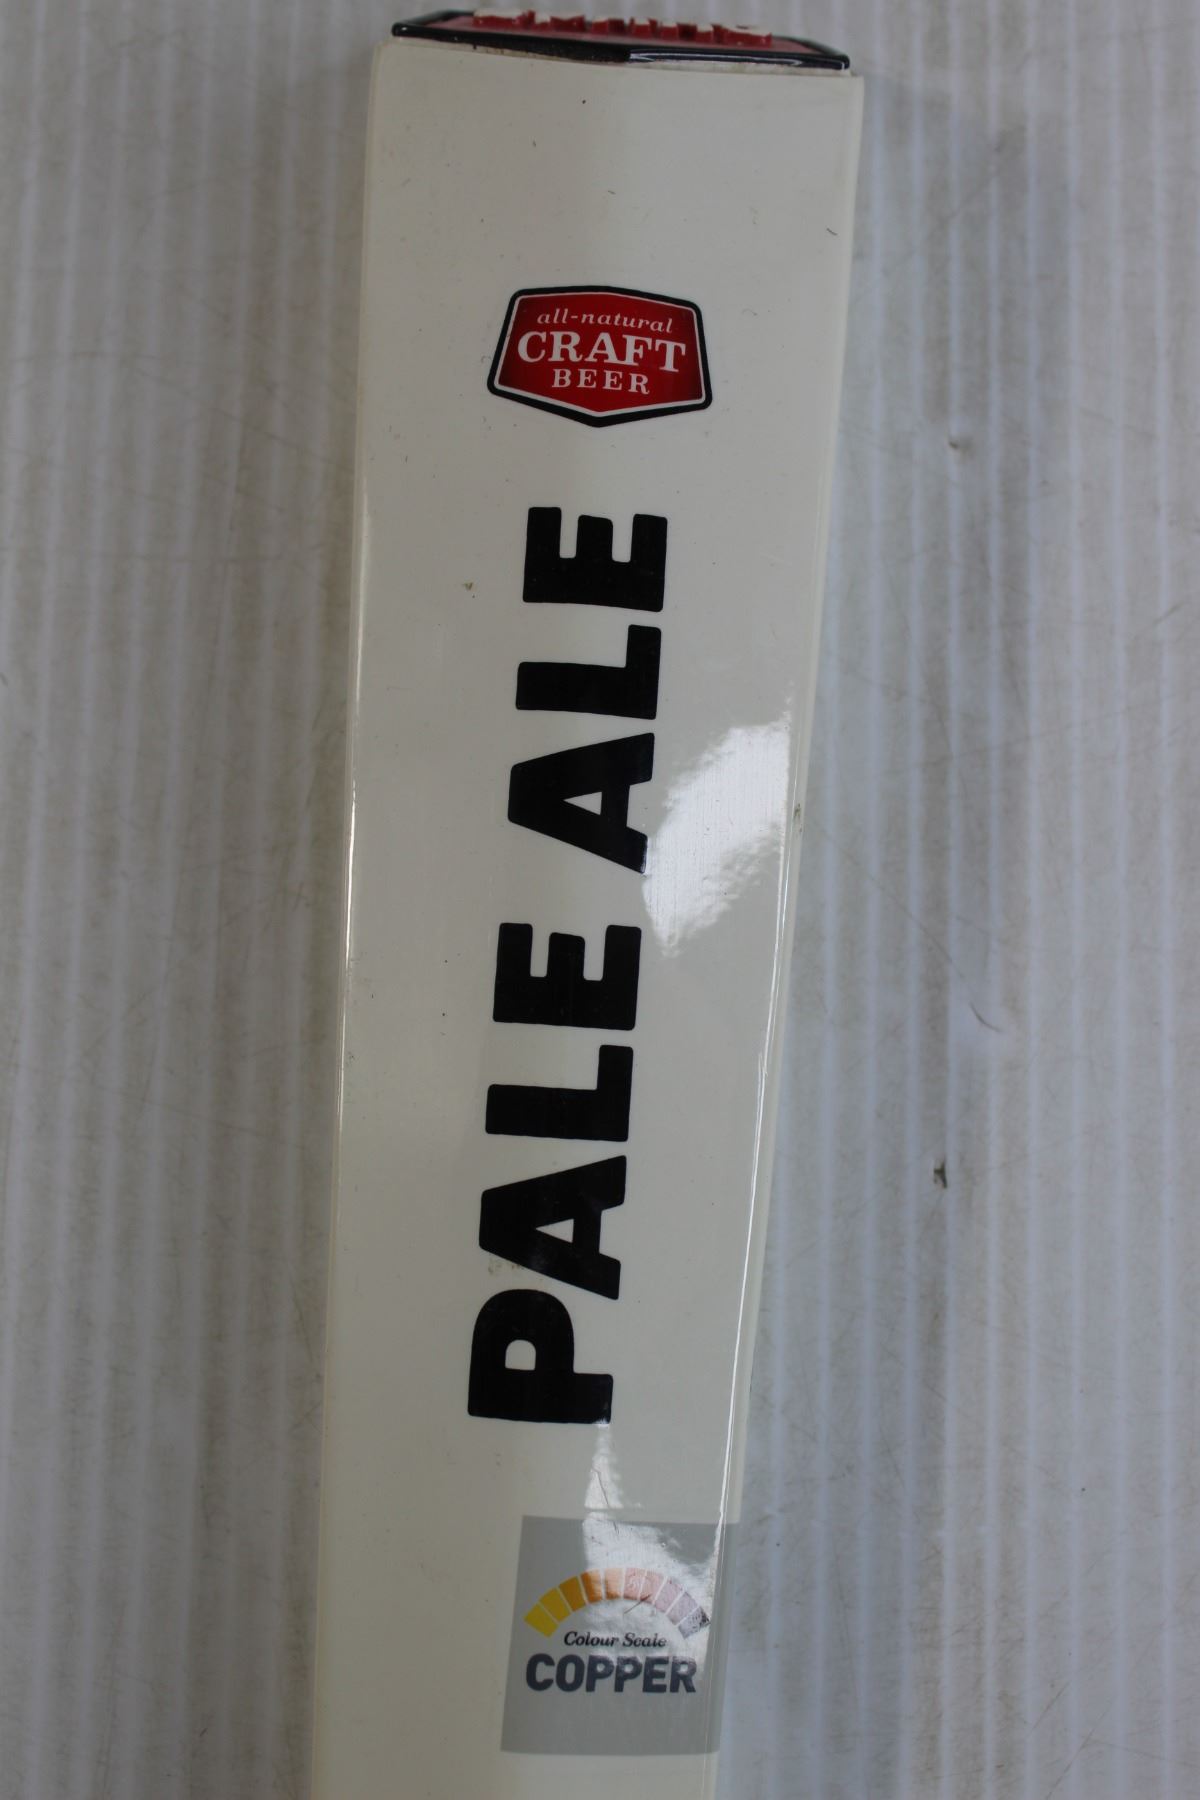 all-natural
CRAFT
BEER
PALE ALE
Colour Scale
COPPER